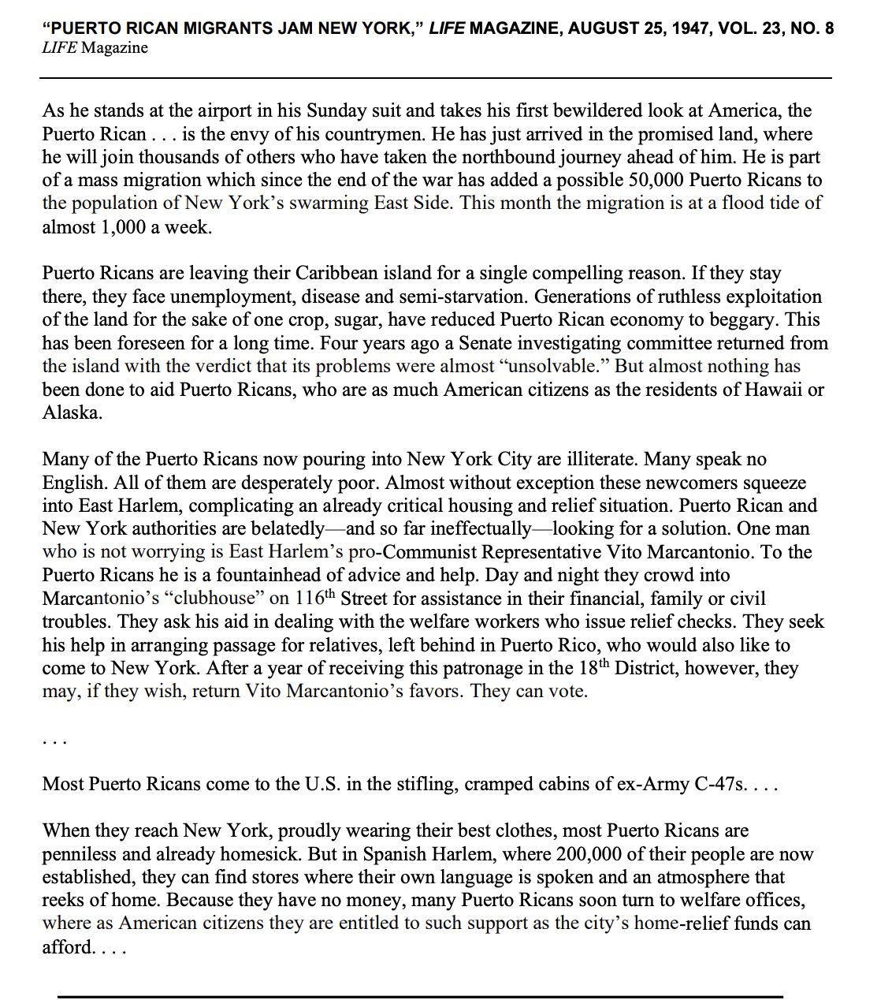 “PUERTO RICAN MIGRANTS JAM NEW YORK,” LIFE MAGAZINE, AUGUST 25, 1947, VOL. 23, NO. 8
LIFE Magazine
As he stands at the airport in his Sunday suit and takes his first bewildered look at America, the
Puerto Rican . . . is the envy of his countrymen. He has just arrived in the promised land, where
he will join thousands of others who have taken the northbound journey ahead of him. He is part
of a mass migration which since the end of the war has added a possible 50,000 Puerto Ricans to
the population of New York’s swarming East Side. This month the migration is at a flood tide of
almost 1,000 a week.
Puerto Ricans are leaving their Caribbean island for a single compelling reason. If they stay
there, they face unemployment, disease and semi-starvation. Generations of ruthless exploitation
of the land for the sake of one crop, sugar, have reduced Puerto Rican economy to beggary. This
has been foreseen for a long time. Four years ago a Senate investigating committee returned from
the island with the verdict that its problems were almost “unsolvable.” But almost nothing has
been done to aid Puerto Ricans, who are as much American citizens as the residents of Hawaii or
Alaska.
Many of the Puerto Ricans now pouring into New York City are illiterate. Many speak no
English. All of them are desperately poor. Almost without exception these newcomers squeeze
into East Harlem, complicating an already critical housing and relief situation. Puerto Rican and
New York authorities are belatedly—and so far ineffectually—looking for a solution. One man
who is not worrying is East Harlem’s pro-Communist Representative Vito Marcantonio. To the
Puerto Ricans he is a fountainhead of advice and help. Day and night they crowd into
Marcantonio’s “clubhouse” on 116th Street for assistance in their financial, family or civil
troubles. They ask his aid in dealing with the welfare workers who issue relief checks. They seek
his help in arranging passage for relatives, left behind in Puerto Rico, who would also like to
come to New York. After a year of receiving this patronage in the 18th District, however, they
may, if they wish, return Vito Marcantonio’s favors. They can vote.
. . .
Most Puerto Ricans come to the U.S. in the stifling, cramped cabins of ex-Army C-47s. . . .
When they reach New York, proudly wearing their best clothes, most Puerto Ricans are
penniless and already homesick. But in Spanish Harlem, where 200,000 of their people are now
established, they can find stores where their own language is spoken and an atmosphere that
reeks of home. Because they have no money, many Puerto Ricans soon turn to welfare offices,
where as American citizens they are entitled to such support as the city’s home-relief funds can
afford. . . .